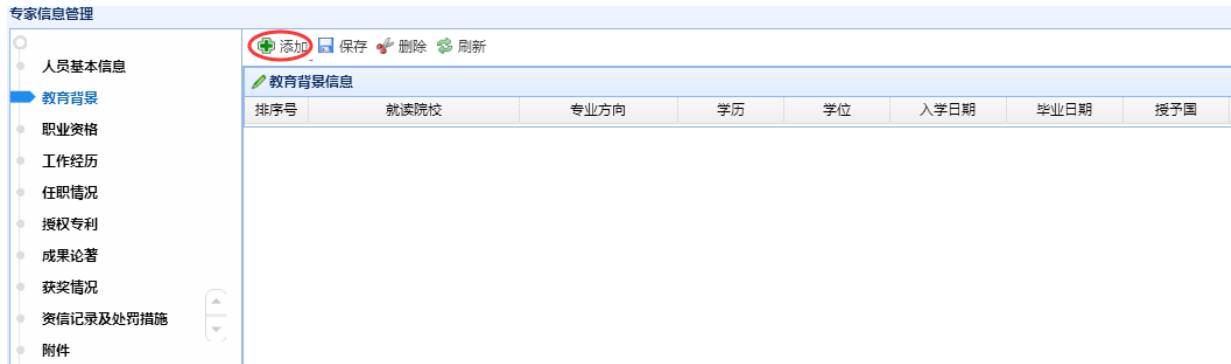 专家信息管理
添加 保存 删除 刷新
人员基本信息
教育背景信息
教育背景
排序号 就读院校 专业方向 学历 学位 入学日期 毕业日期 授予国
职业资格
工作经历
任职情况
授权专利
成果论著
获奖情况
资信记录及处罚措施
附件